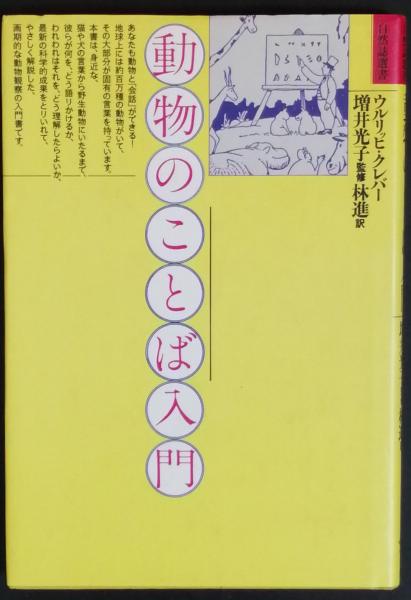 自然誌選書
ウルリッヒ・クレバー
増井光子監修 林進訳
動物のことば入門
あなたも動物と、“会話”ができる—
地球上には約百万種の動物がいて、
その大部分が固有の言葉を持っています。
本書は、身近な、
猫や犬の言葉から野生動物にいたるまで、
彼らが何を、どう語りかけるか、
われわれはそれを、どう理解したらよいか、
最新の科学的成果をとりいれて、
やさしく解説した、
画期的な動物観察の入門書です。